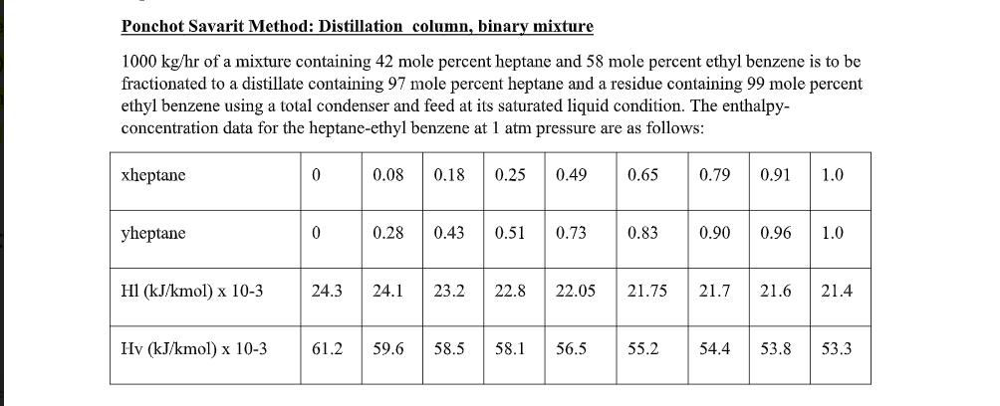 Ponchot Savarit Method: Distillation column, binary mixture
1000 kg/hr of a mixture containing 42 mole percent heptane and 58 mole percent ethyl benzene is to be
fractionated to a distillate containing 97 mole percent heptane and a residue containing 99 mole percent
ethyl benzene using a total condenser and feed at its saturated liquid condition. The enthalpy-
concentration data for the heptane-ethyl benzene at 1 atm pressure are as follows:
xheptane 0 0.08 0.18 0.25 0.49 0.65 0.79 0.91 1.0
yheptane 0 0.28 0.43 0.51 0.73 0.83 0.90 0.96 1.0
Hl (kJ/kmol) x 10-3 24.3 24.1 23.2 22.8 22.05 21.75 21.7 21.6 21.4
Hv (kJ/kmol) x 10-3 61.2 59.6 58.5 58.1 56.5 55.2 54.4 53.8 53.3